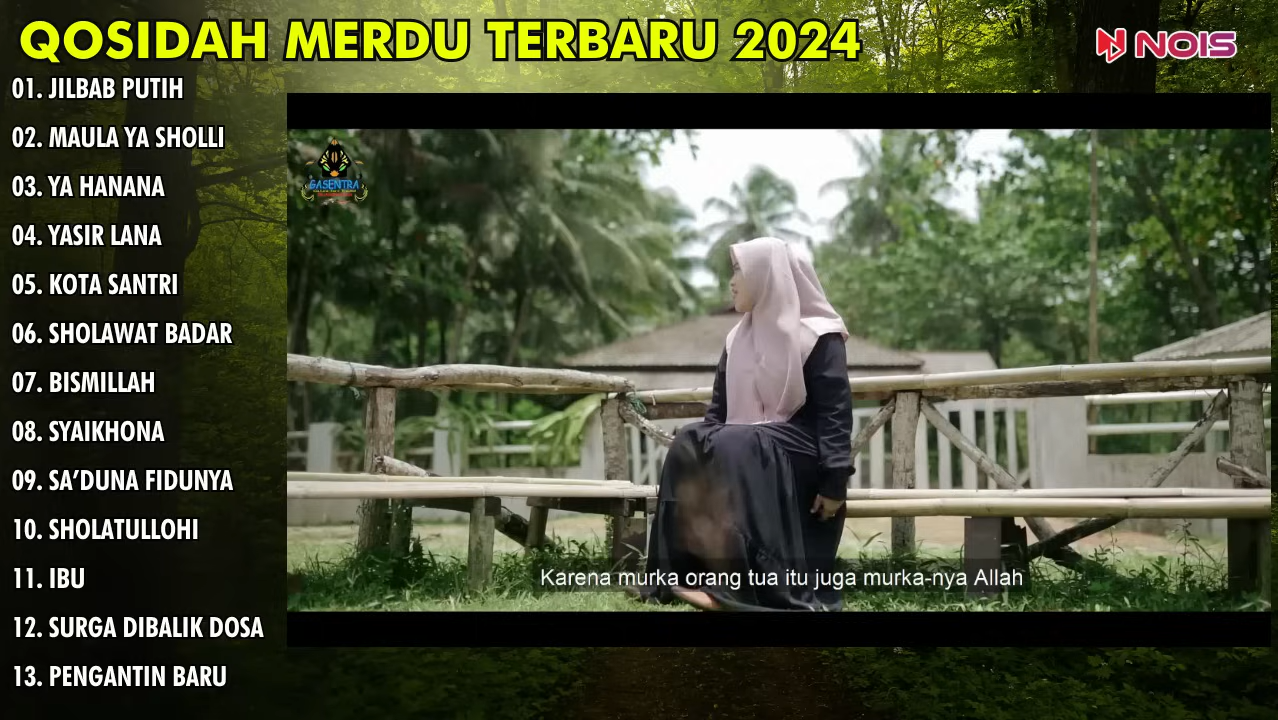 QOSIDAH MERDU TERBARU 2024
NOIS
01. JILBAB PUTIH
02. MAULA YA SHOLLI
03. YA HANANA
04. YASIR LANA
05. KOTA SANTRI
06. SHOLAWAT BADAR
07. BISMILLAH
08. SYAIKHONA
09. SA’DUNA FIDUNYA
10. SHOLATULLOHI
11. IBU
12. SURGA DIBALIK DOSA
13. PENGANTIN BARU
GASENTRA
Karena murka orang tua itu juga murka-nya Allah